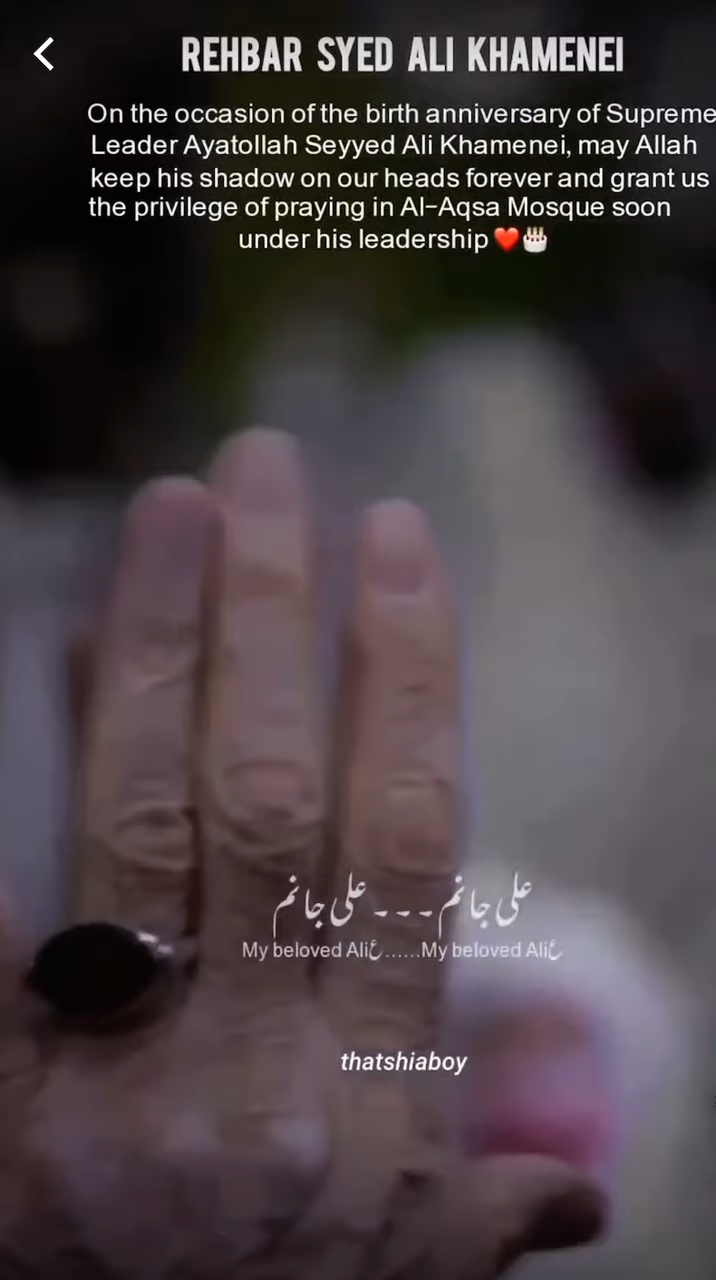 REHBAR SYED ALI KHAMENEI
On the occasion of the birth anniversary of Supreme
Leader Ayatollah Seyyed Ali Khamenei, may Allah
keep his shadow on our heads forever and grant us
the privilege of praying in Al-Aqsa Mosque soon
under his leadership ❤️🎂
علی جانم - - - علی جانم
My beloved Aliع......My beloved Aliع
thatshiaboy